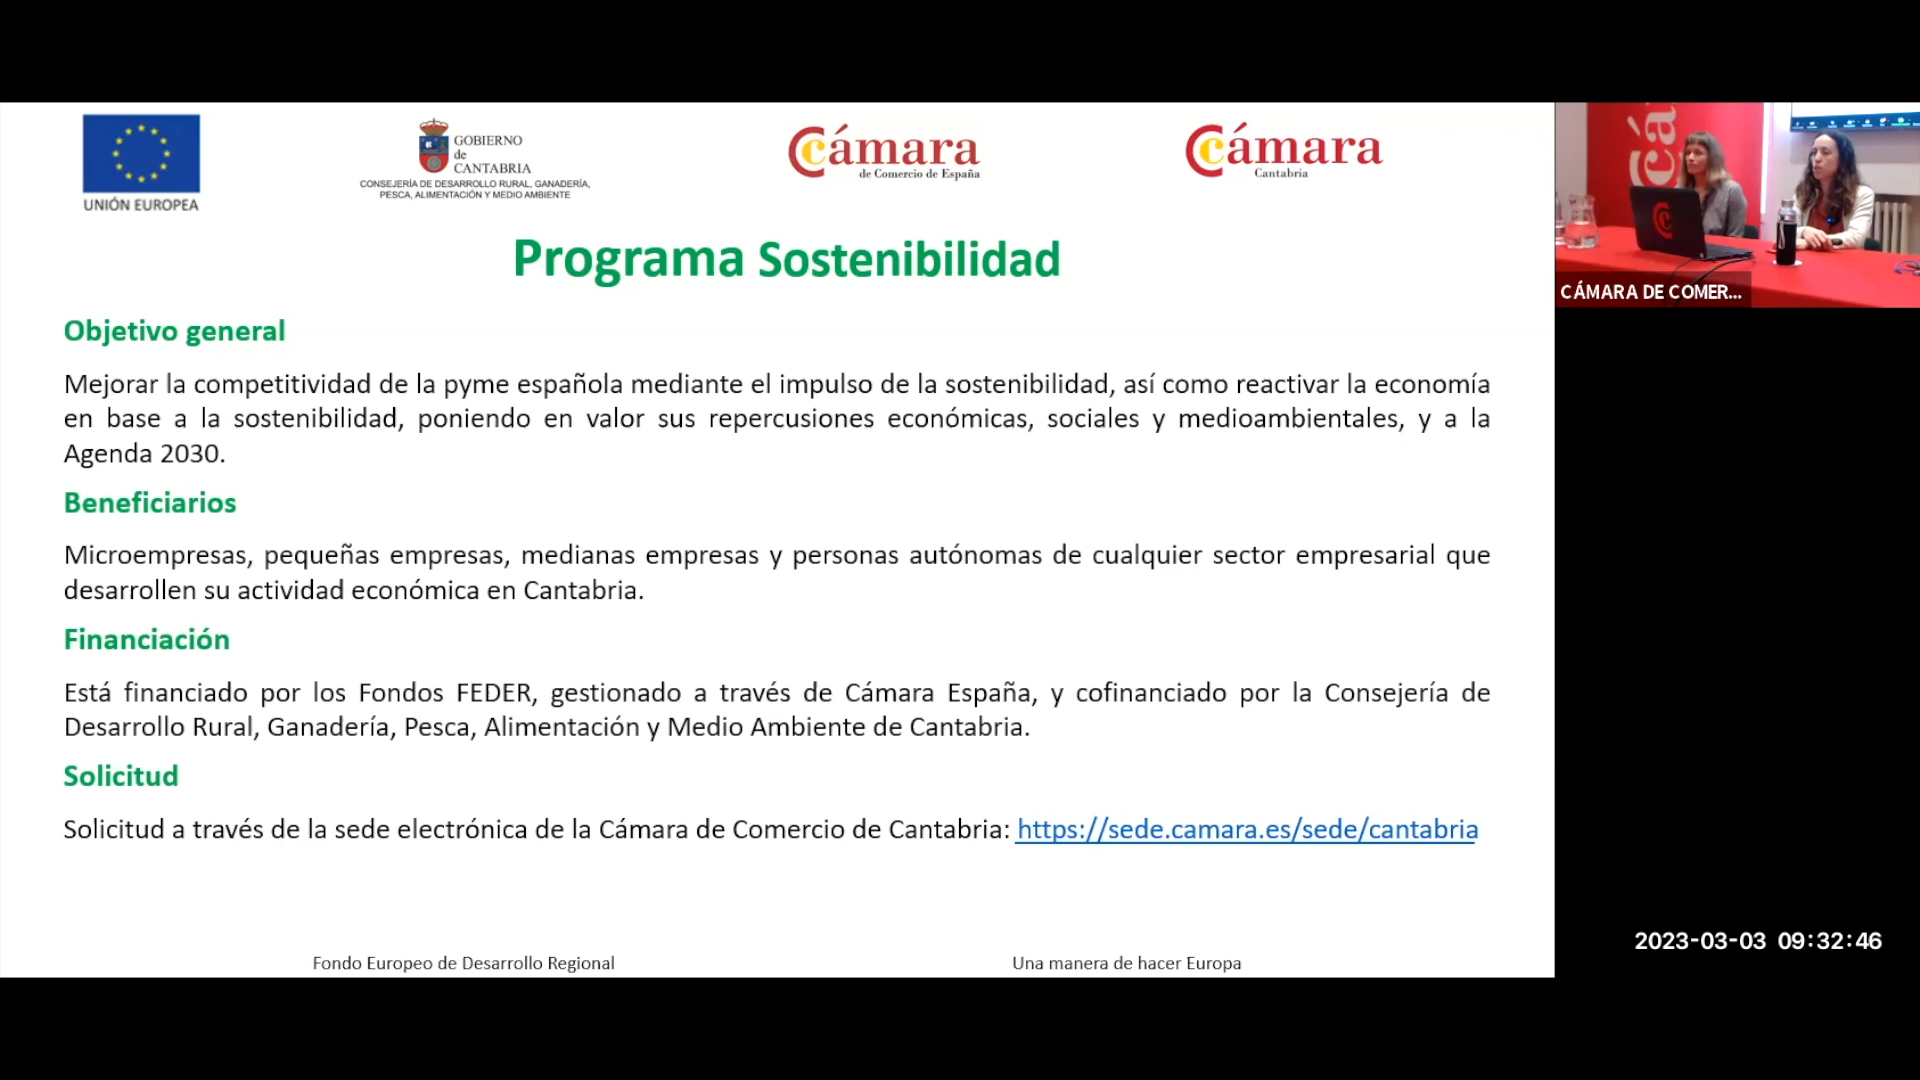 UNIÓN EUROPEA
GOBIERNO
de
CANTABRIA
CONSEJERÍA DE DESARROLLO RURAL, GANADERÍA,
PESCA, ALIMENTACIÓN Y MEDIO AMBIENTE
Cámara
de Comercio de España
Cámara
Cantabria
Programa Sostenibilidad
Objetivo general
Mejorar la competitividad de la pyme española mediante el impulso de la sostenibilidad, así como reactivar la economía
en base a la sostenibilidad, poniendo en valor sus repercusiones económicas, sociales y medioambientales, y a la
Agenda 2030.
Beneficiarios
Microempresas, pequeñas empresas, medianas empresas y personas autónomas de cualquier sector empresarial que
desarrollen su actividad económica en Cantabria.
Financiación
Está financiado por los Fondos FEDER, gestionado a través de Cámara España, y cofinanciado por la Consejería de
Desarrollo Rural, Ganadería, Pesca, Alimentación y Medio Ambiente de Cantabria.
Solicitud
Solicitud a través de la sede electrónica de la Cámara de Comercio de Cantabria: https://sede.camara.es/sede/cantabria
Fondo Europeo de Desarrollo Regional
Una manera de hacer Europa
CÁMARA DE COMER...
2023-03-03 09:32:46